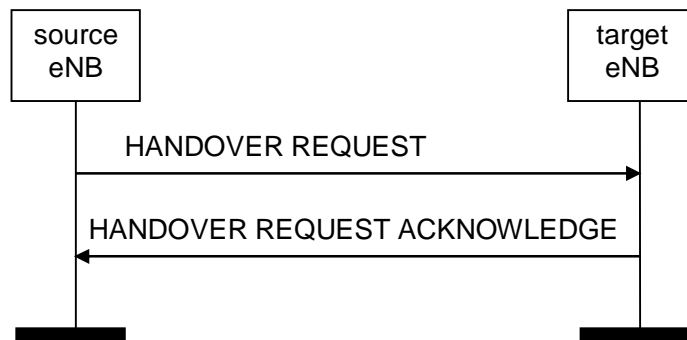 source
eNB
target
eNB
HANDOVER REQUEST
HANDOVER REQUEST ACKNOWLEDGE